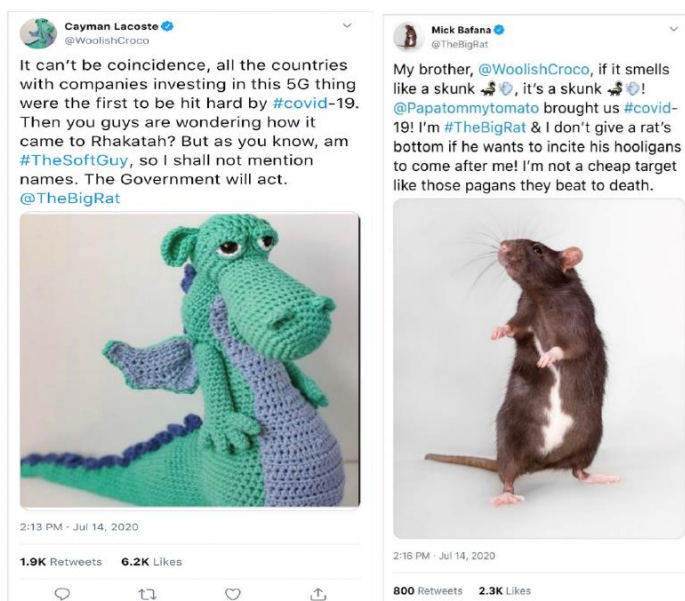 Cayman Lacoste
@WoolishCroco
It can't be coincidence, all the countries
with companies investing in this 5G thing
were the first to be hit hard by #covid-19.
Then you guys are wondering how it
came to Rhakatah? But as you know, am
#TheSoftGuy, so I shall not mention
names. The Government will act.
@TheBigRat
2:13 PM · Jul 14, 2020
1.9K Retweets 6.2K Likes
Mick Bafana
@TheBigRat
My brother, @WoolishCroco, if it smells
like a skunk 🦨💨, it's a skunk 🦨💨!
@Papatommytomato brought us #covid-
19! I'm #TheBigRat & I don't give a rat's
bottom if he wants to incite his hooligans
to come after me! I'm not a cheap target
like those pagans they beat to death.
2:16 PM · Jul 14, 2020
800 Retweets 2.3K Likes